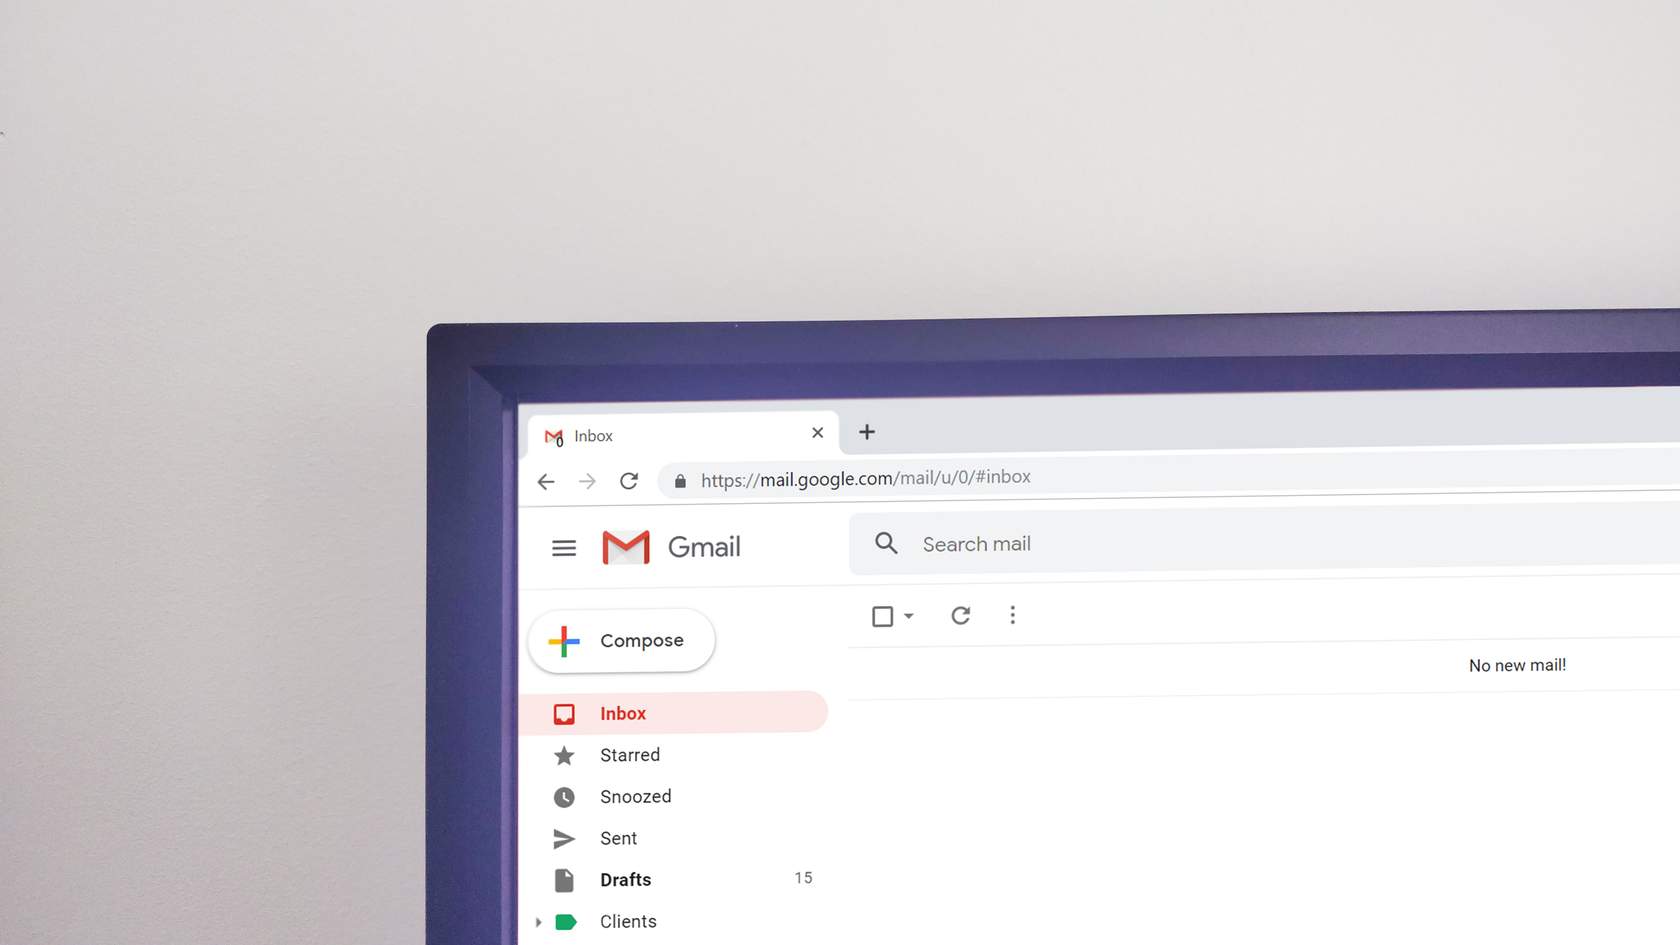 0 Inbox
https://mail.google.com/mail/u/0/#inbox
Gmail
Search mail
Compose
No new mail!
Inbox
Starred
Snoozed
Sent
Drafts 15
Clients